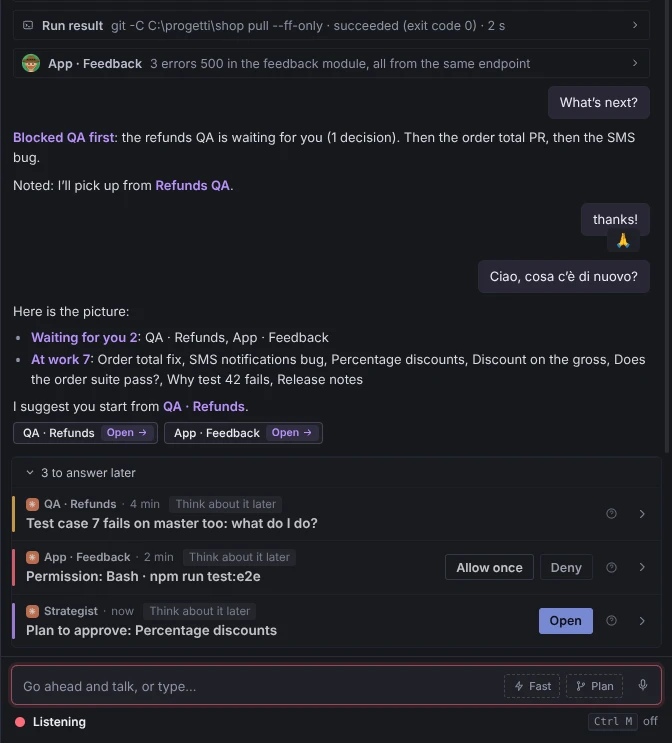 Run result git -C C:\progetti\shop pull --ff-only · succeeded (exit code 0) · 2 s
App · Feedback 3 errors 500 in the feedback module, all from the same endpoint
What's next?
Blocked QA first: the refunds QA is waiting for you (1 decision). Then the order total PR, then the SMS
bug.
Noted: I'll pick up from Refunds QA.
thanks!
🙏
Ciao, cosa c'è di nuovo?
Here is the picture:
• Waiting for you 2: QA · Refunds, App · Feedback
• At work 7: Order total fix, SMS notifications bug, Percentage discounts, Discount on the gross, Does
the order suite pass?, Why test 42 fails, Release notes
I suggest you start from QA · Refunds.
QA · Refunds Open → App · Feedback Open →
3 to answer later
QA · Refunds · 4 min Think about it later
Test case 7 fails on master too: what do I do?
App · Feedback · 2 min Think about it later
Permission: Bash · npm run test:e2e
Allow once Deny
Strategist · now Think about it later
Plan to approve: Percentage discounts
Open
Go ahead and talk, or type... Fast Plan
Listening Ctrl M off